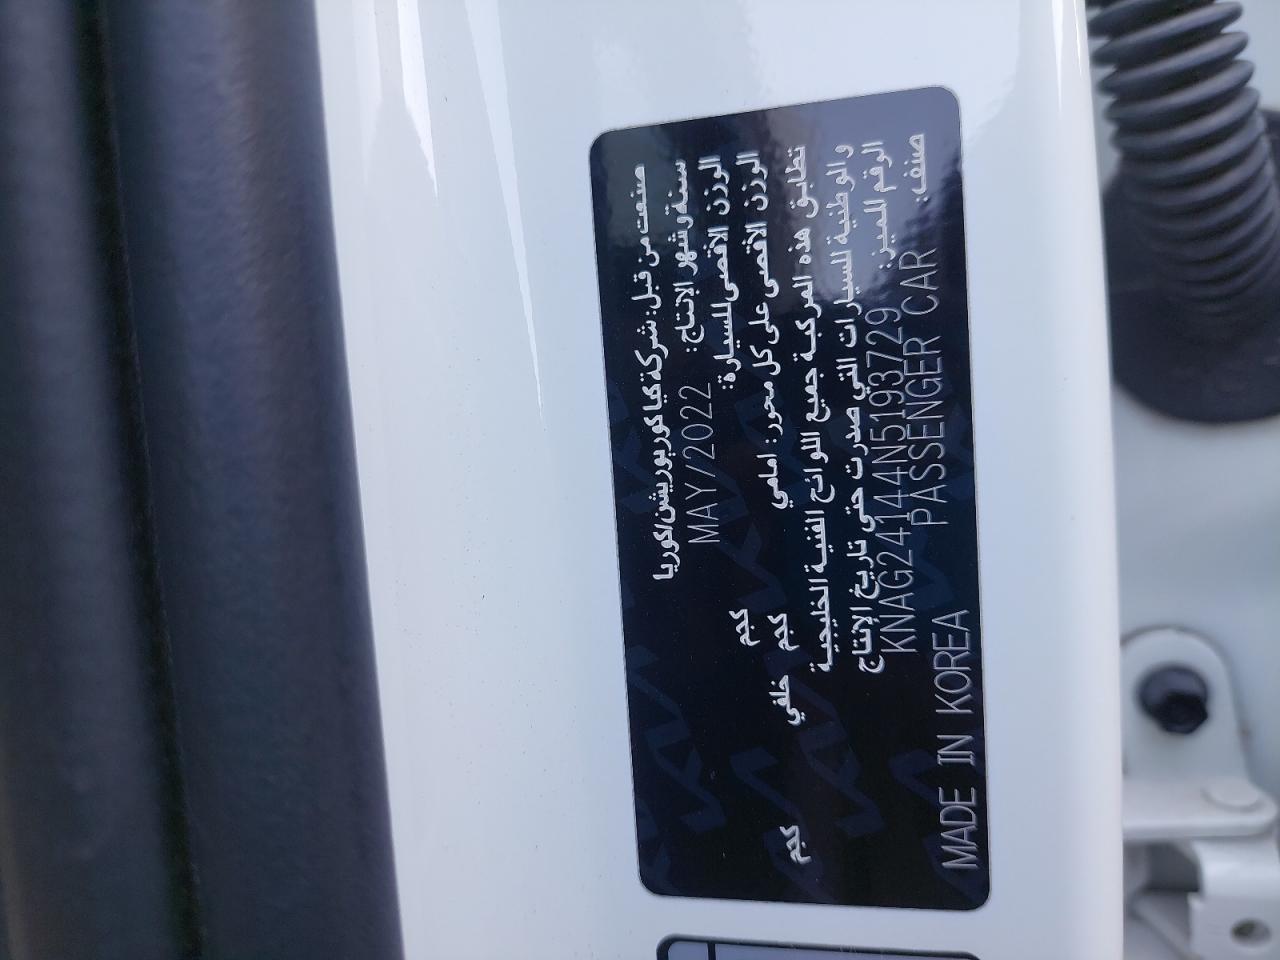 صنعت من قبل: شركة كيا كوربوريشن/كوريا
سنة وشهر الإنتاج: MAY/2022
الوزن الأقصى للسيارة: كجم
الوزن الأقصى على كل محور: امامي كجم خلفي كجم
تطابق هذه المركبة جميع اللوائح الفنية الخليجية
و الوطنية للسيارات التي صدرت حتى تاريخ الإنتاج
الرقم المميز: KNAG24144N5193729
صنف: PASSENGER CAR
MADE IN KOREA